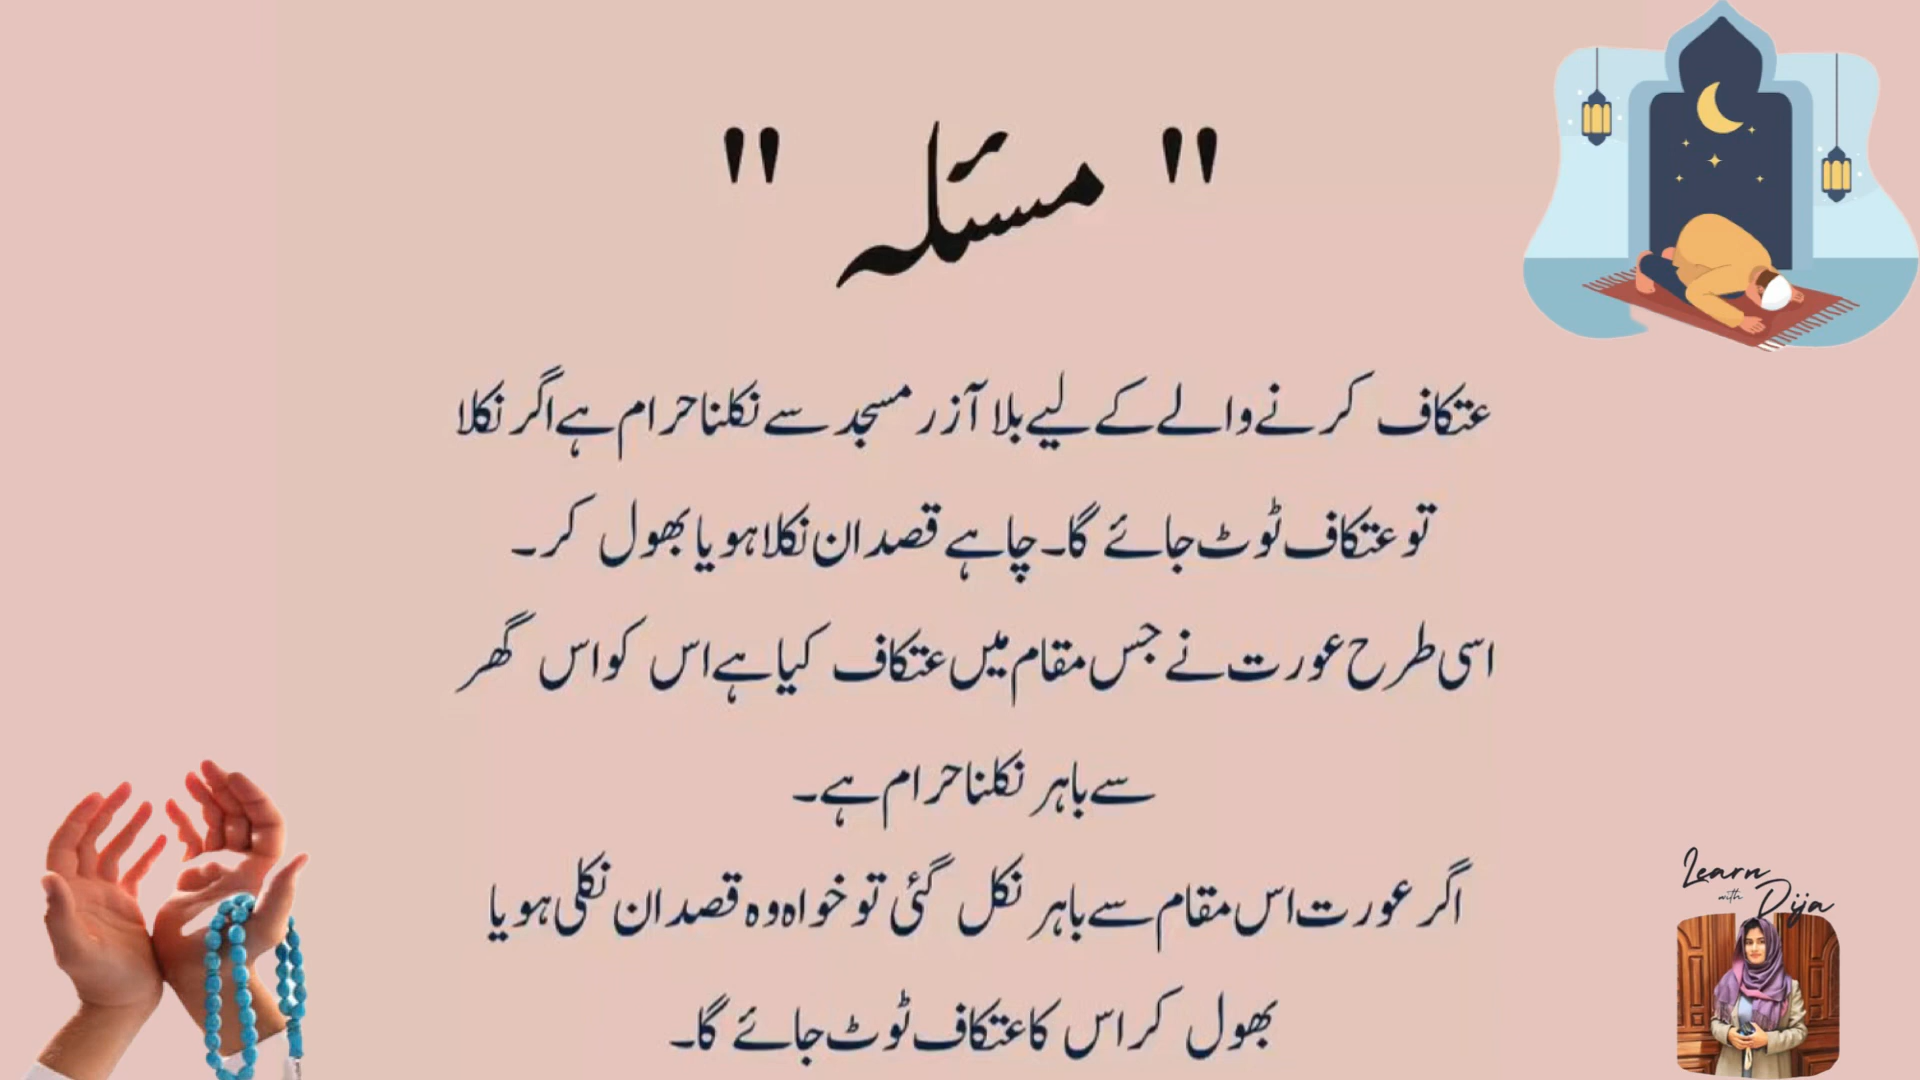 " مسئلہ "
عتکاف کرنے والے کے لیے بلا آزر مسجد سے نکلنا حرام ہے اگر نکلا
تو عتکاف ٹوٹ جائے گا۔ چاہے قصدان نکلا ہو یا بھول کر۔
اسی طرح عورت نے جس مقام میں عتکاف کیا ہے اس کو اس گھر
سے باہر نکلنا حرام ہے۔
اگر عورت اس مقام سے باہر نکل گئی تو خواہ وہ قصدان نکلی ہو یا
بھول کر اس کا عتکاف ٹوٹ جائے گا۔
Learn
with Dija